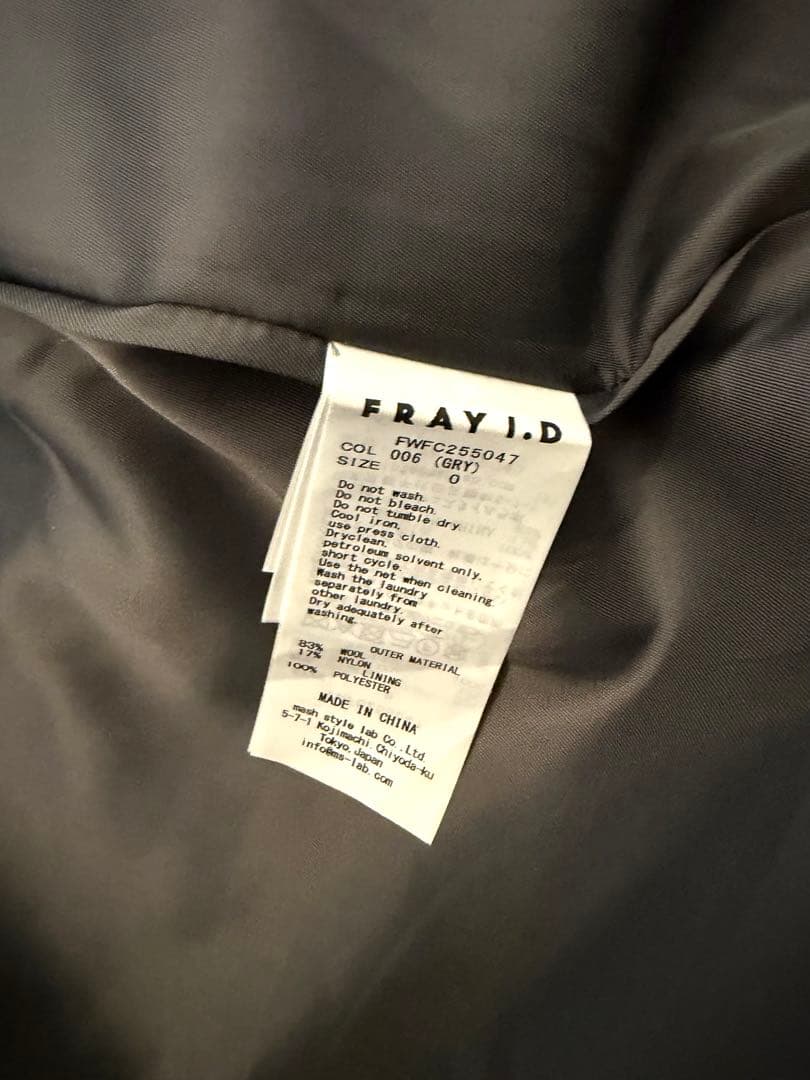 FRAY I.D
FWFC255047
COL 006 (GRY)
SIZE 0
Do not wash.
Do not bleach.
Do not tumble dry.
Cool iron,
use press cloth.
Dryclean.
petroleum solvent only,
short cycle.
Use the net when cleaning.
Wash the laundry
separately from
other laundry.
Dry adequately after
washing.
OUTER MATERIAL
83% WOOL
17% NYLON
LINING
100% POLYESTER
MADE IN CHINA
mash style lab Co.,Ltd.
5-7-1 Kojimachi,Chiyoda-ku
Tokyo,Japan
info@ms-lab.com